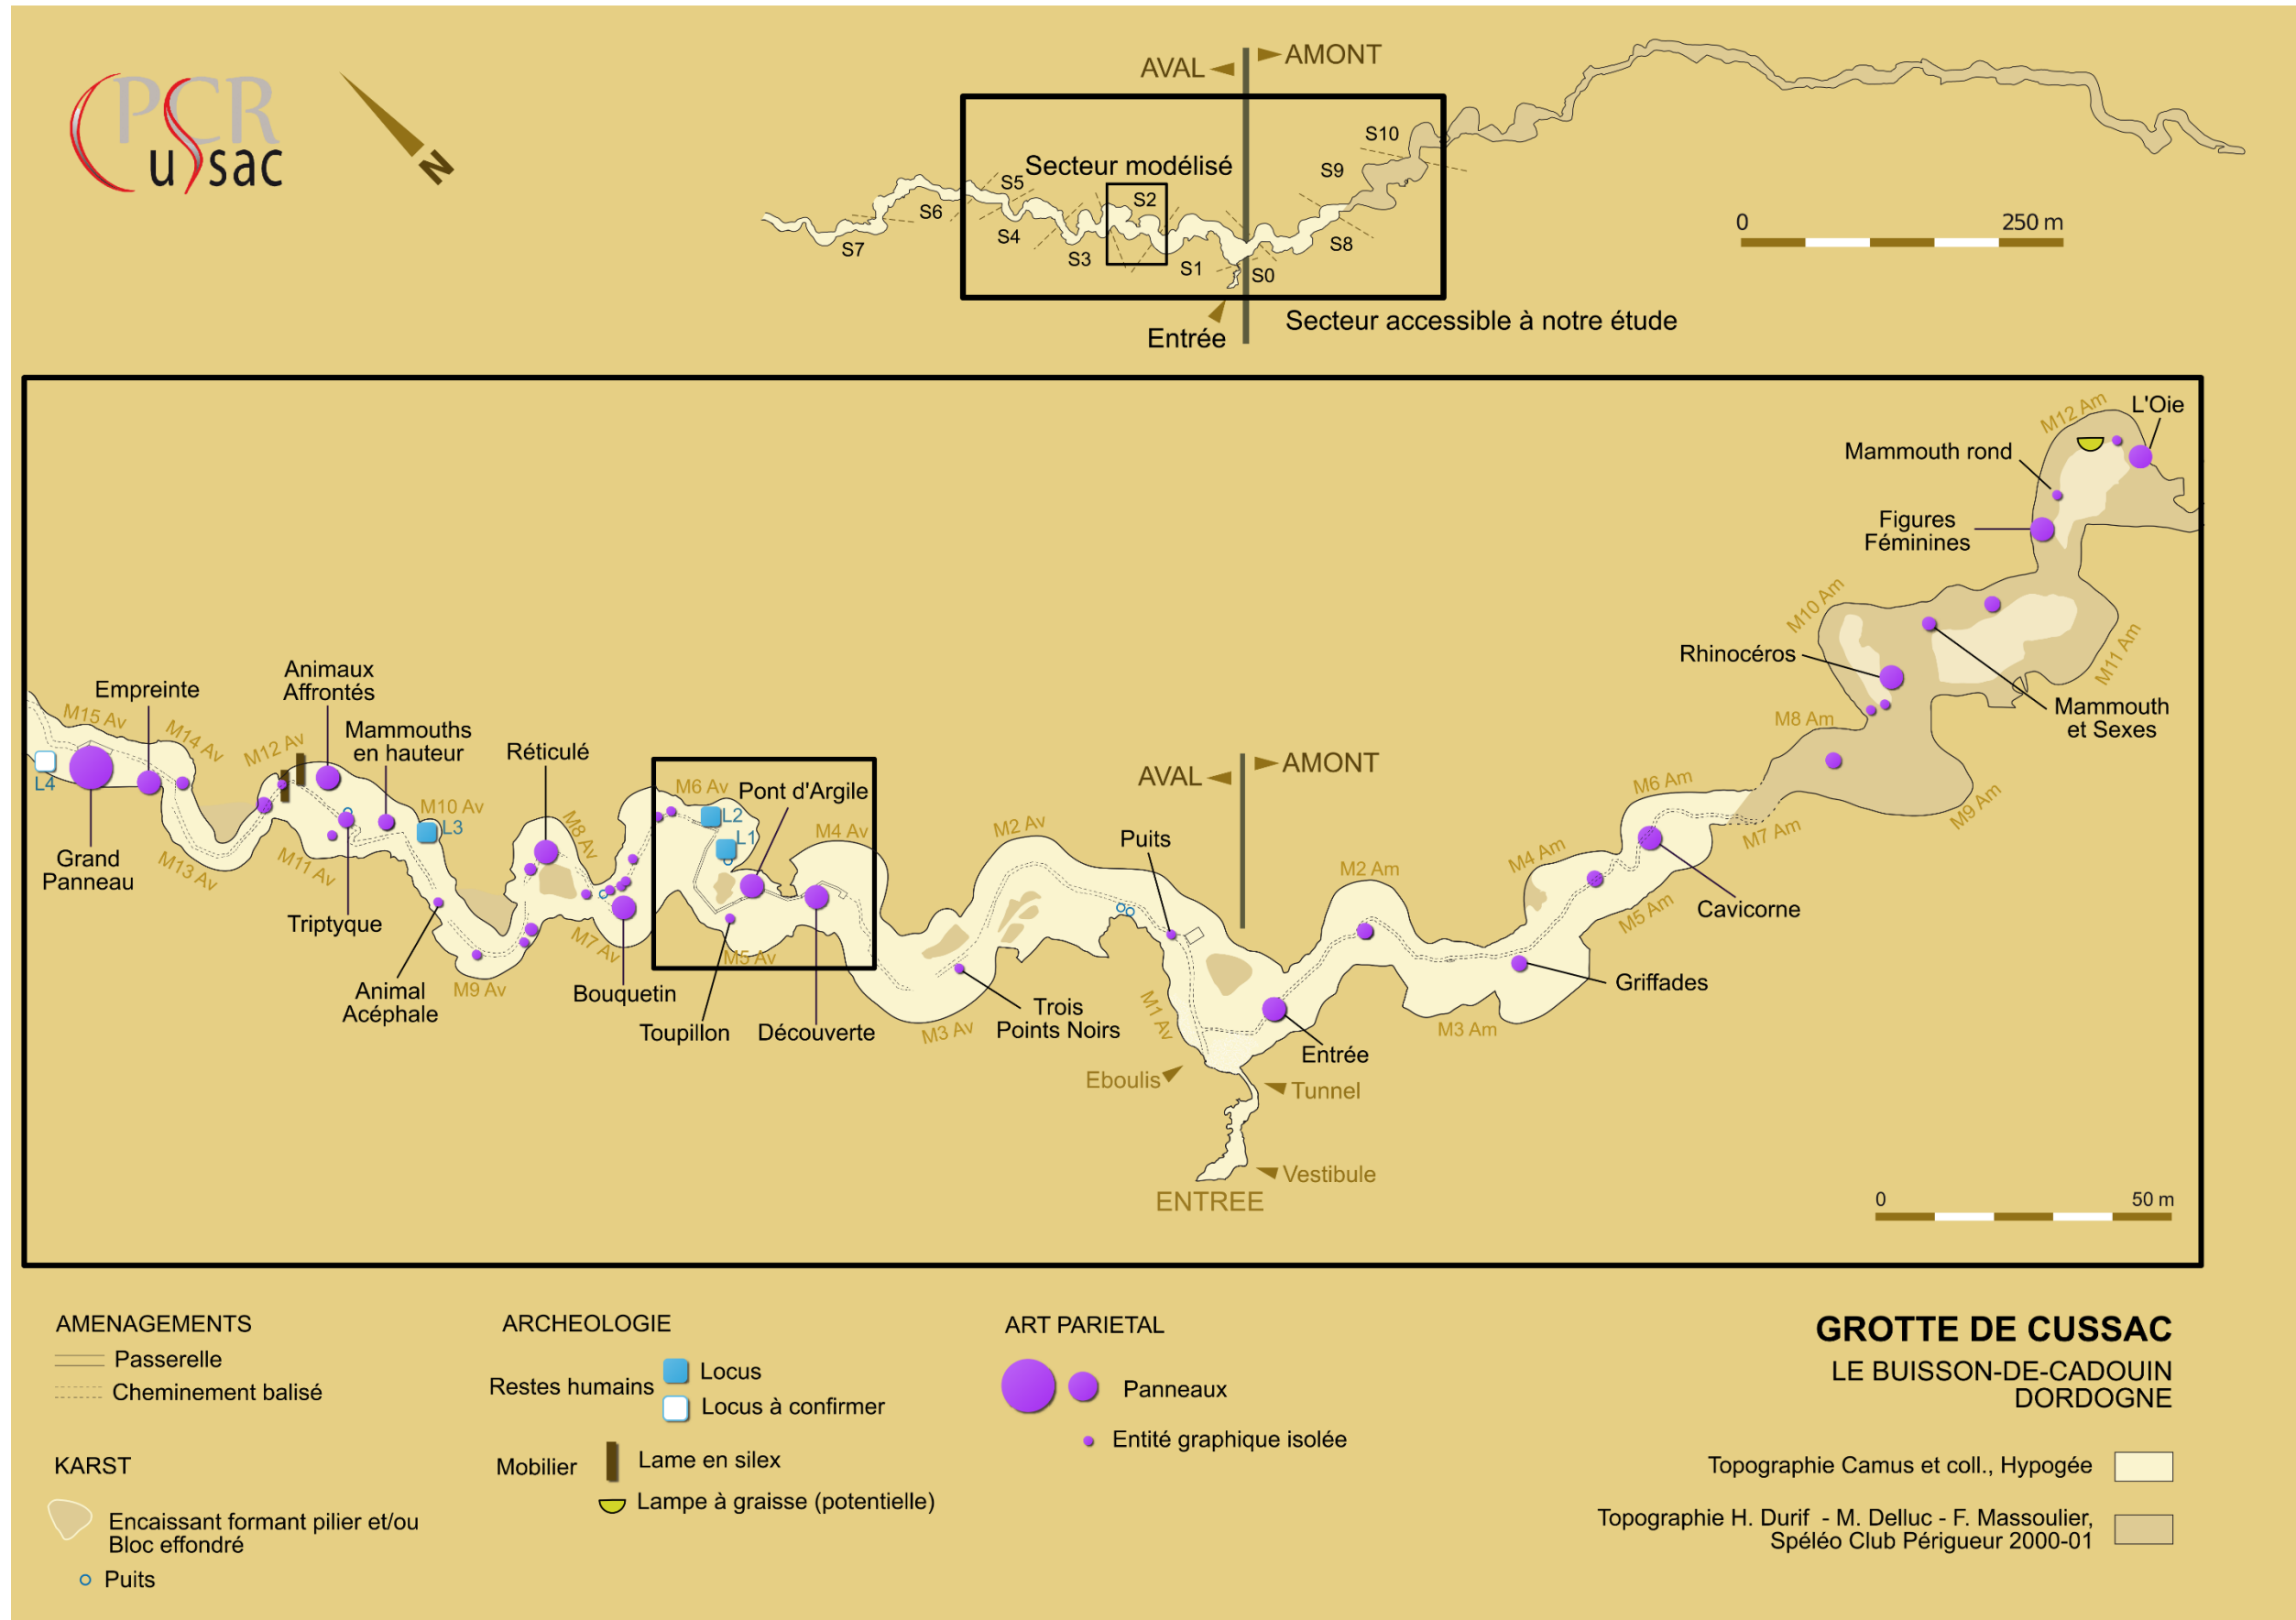 PCR
Cussac
N
AVAL
AMONT
Secteur modélisé
S10
S9
S5
S2
S6
S4
S7
S3
S1
S0
S8
0
250 m
Entrée
Secteur accessible à notre étude
M12 Am
L'Oie
Mammouth rond
Figures
Féminines
M10 Am
Rhinocéros
M11 Am
Mammouth
et Sexes
M8 Am
M9 Am
M7 Am
M6 Am
Animaux
Affrontés
Empreinte
M15 Av
M14 Av
M12 Av
Mammouths
en hauteur
Réticulé
L4
M10 Av
L3
M8 Av
M6 Av
Pont d'Argile
L2
L1
M4 Av
M2 Av
Puits
AVAL
AMONT
M2 Am
M4 Am
Cavicorne
M5 Am
Griffades
M3 Am
Grand
Panneau
M13 Av
M11 Av
Triptyque
Animal
Acéphale
M9 Av
M7 Av
Bouquetin
M5 Av
Toupillon
Découverte
M3 Av
Trois
Points Noirs
M1 Av
Entrée
Eboulis
Tunnel
Vestibule
ENTREE
0
50 m
AMENAGEMENTS
Passerelle
Cheminement balisé
KARST
Encaissant formant pilier et/ou
Bloc effondré
Puits
ARCHEOLOGIE
Restes humains
Locus
Locus à confirmer
Mobilier
Lame en silex
Lampe à graisse (potentielle)
ART PARIETAL
Panneaux
Entité graphique isolée
GROTTE DE CUSSAC
LE BUISSON-DE-CADOUIN
DORDOGNE
Topographie Camus et coll., Hypogée
Topographie H. Durif - M. Delluc - F. Massoulier,
Spéléo Club Périgueur 2000-01